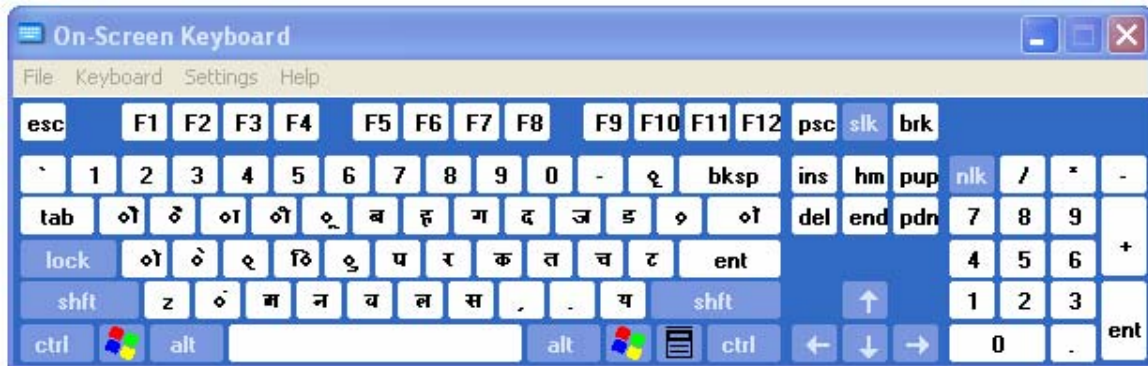 On-Screen Keyboard
File Keyboard Settings Help
esc F1 F2 F3 F4 F5 F6 F7 F8 F9 F10 F11 F12 psc slk brk
` 1 2 3 4 5 6 7 8 9 0 - ृ bksp ins hm pup nlk / * -
tab ौ ै ा ी ू ब ह ग द ज ड ़ ॉ del end pdn 7 8 9
lock ो े ् ि ु प र क त च ट ent 4 5 6 +
shft z ं म न व ल स , . य shft ↑ 1 2 3
ctrl alt alt ctrl ← ↓ → 0 . ent